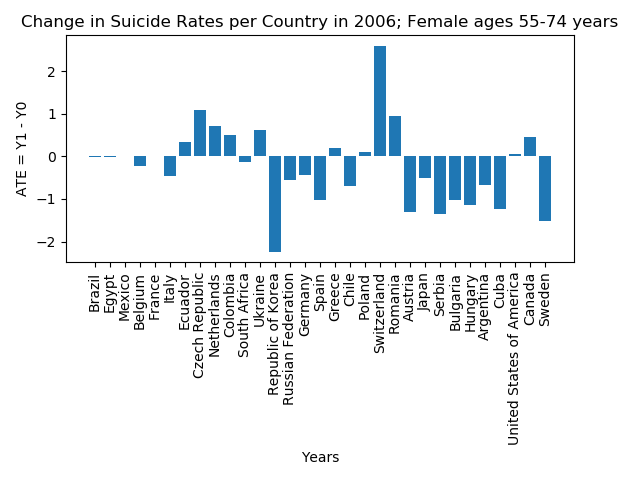 Change in Suicide Rates per Country in 2006; Female ages 55-74 years
ATE = Y1 - Y0
2
1
0
−1
−2
Brazil
Egypt
Mexico
Belgium
France
Italy
Ecuador
Czech Republic
Netherlands
Colombia
South Africa
Ukraine
Republic of Korea
Russian Federation
Germany
Spain
Greece
Chile
Poland
Switzerland
Romania
Austria
Japan
Serbia
Bulgaria
Hungary
Argentina
Cuba
United States of America
Canada
Sweden
Years